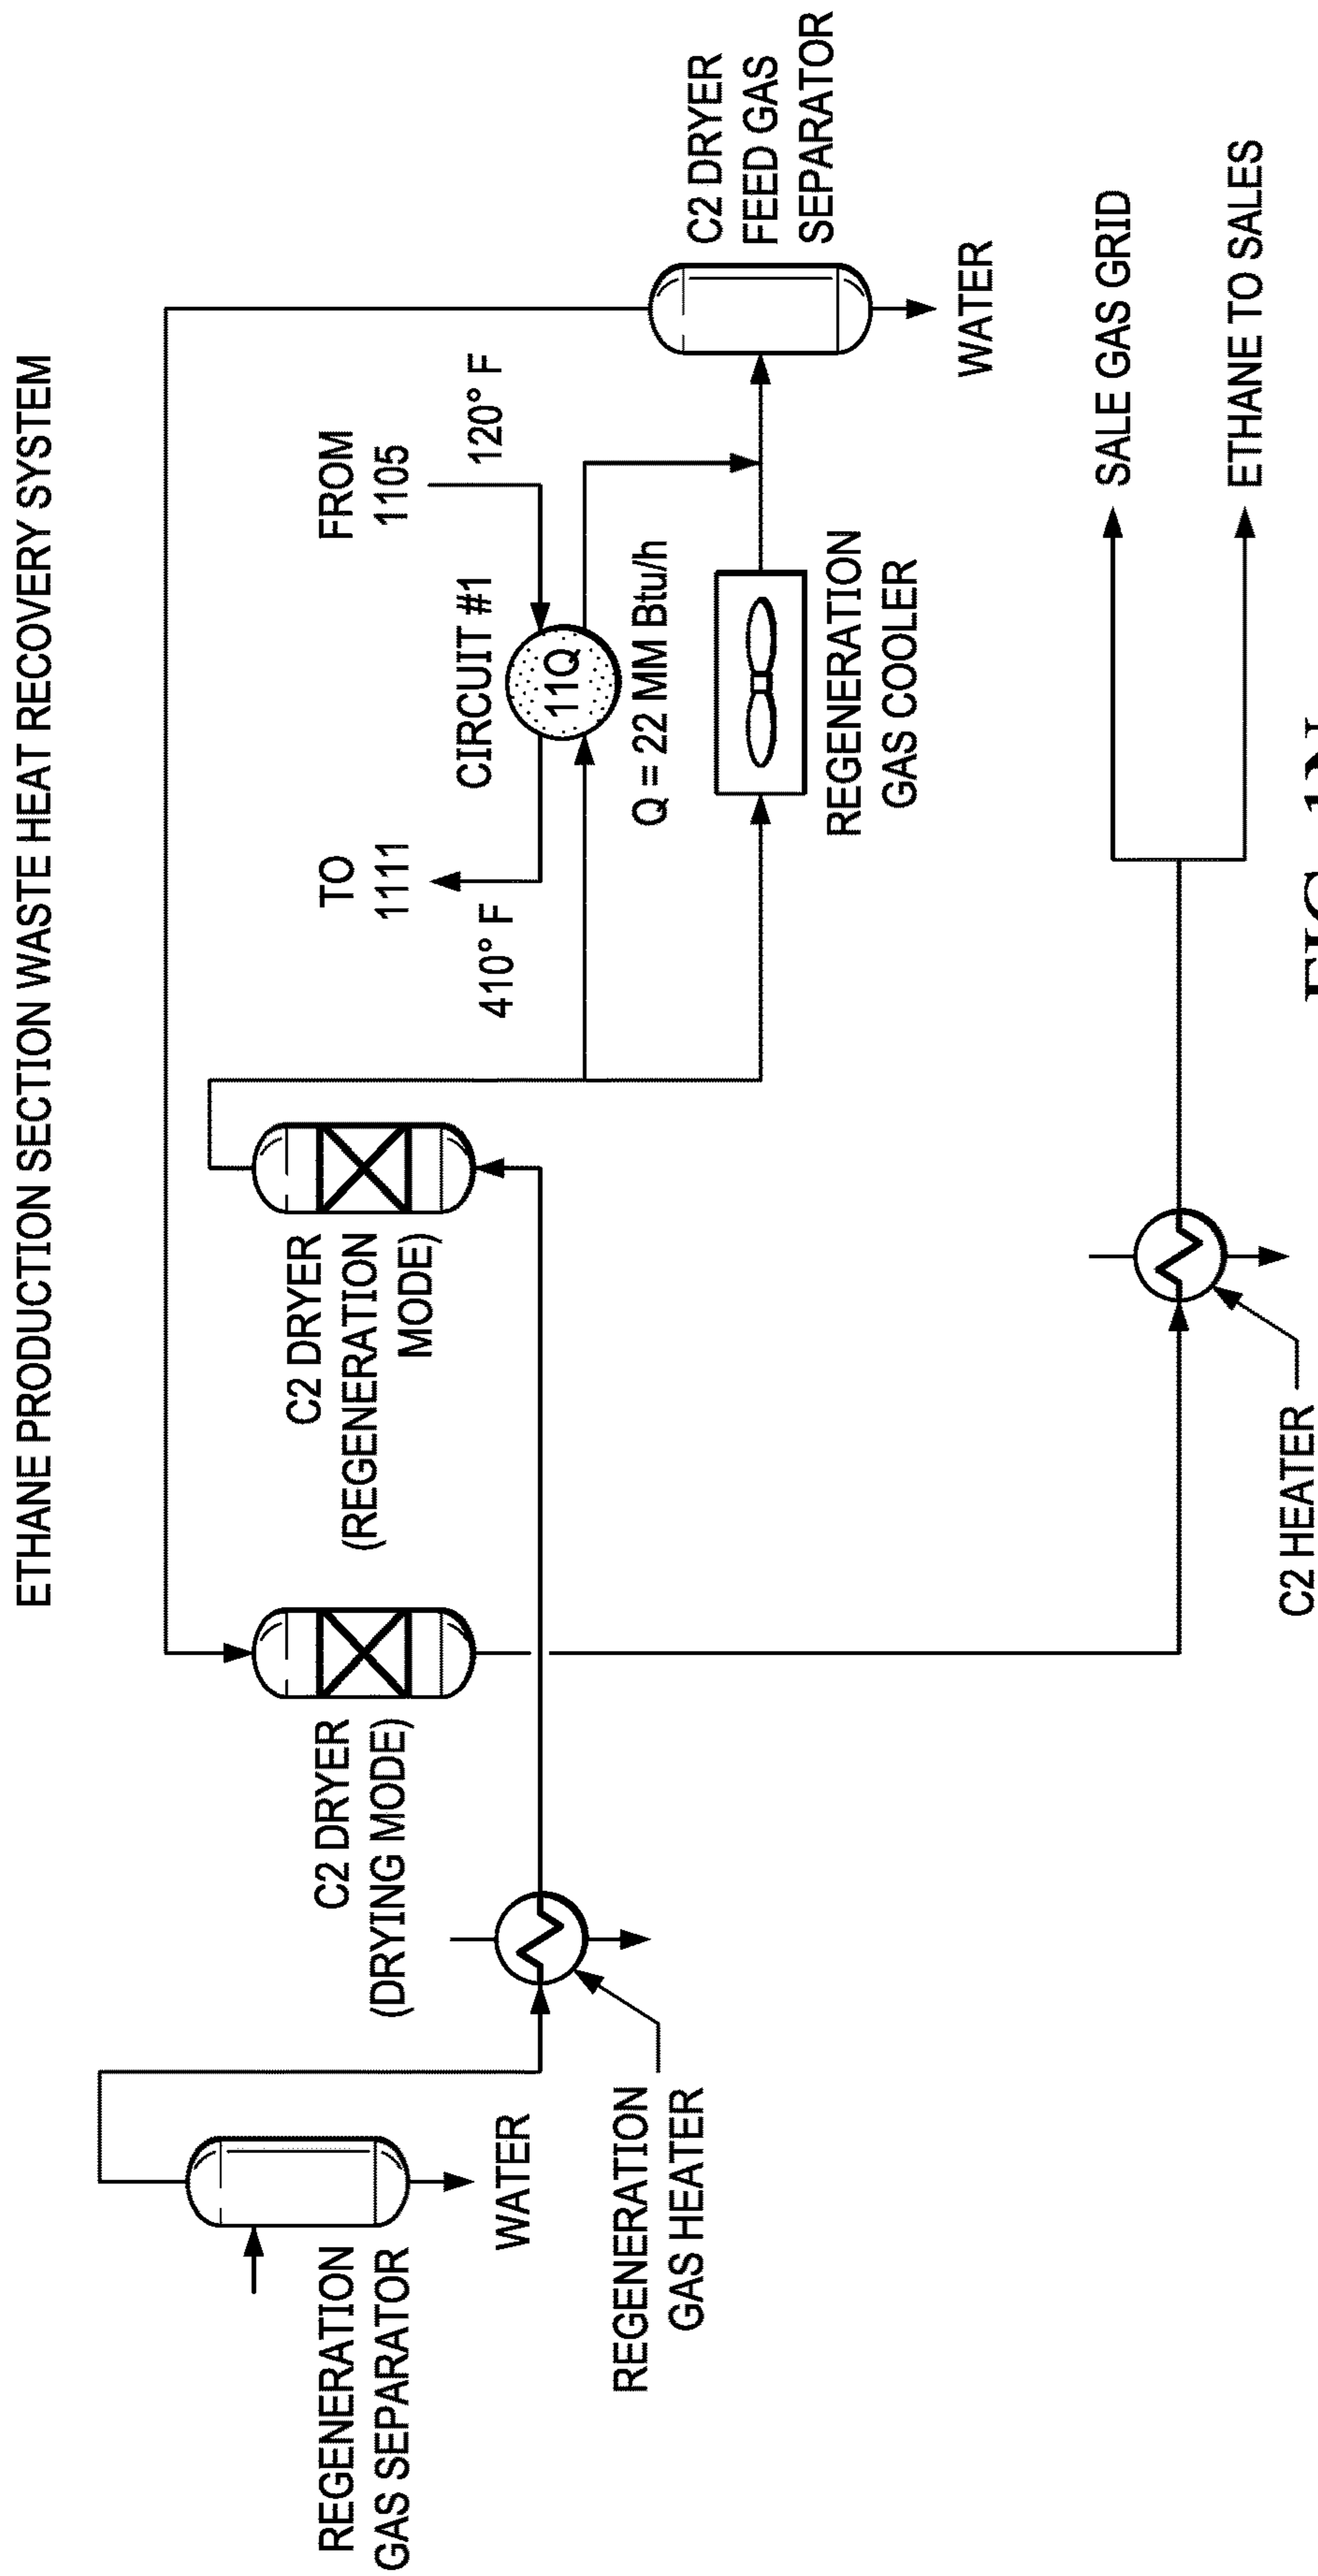 ETHANE PRODUCTION SECTION WASTE HEAT RECOVERY SYSTEM
REGENERATION
GAS SEPARATOR
WATER
REGENERATION
GAS HEATER
C2 DRYER
(DRYING MODE)
C2 DRYER
(REGENERATION
MODE)
TO
1111
410° F
CIRCUIT #1
11Q
FROM
1105
120° F
Q = 22 MM Btu/h
REGENERATION
GAS COOLER
C2 DRYER
FEED GAS
SEPARATOR
WATER
C2 HEATER
SALE GAS GRID
ETHANE TO SALES